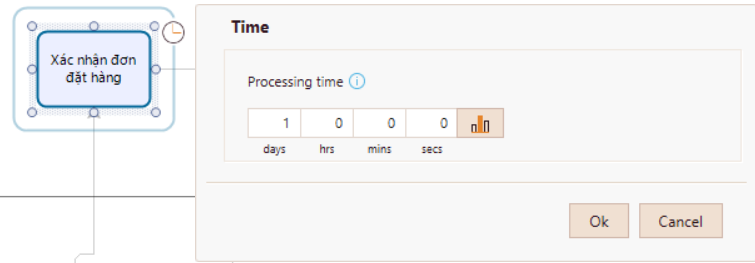 Xác nhận đơn
đặt hàng
Time
Processing time
1 0 0 0
days hrs mins secs
Ok Cancel